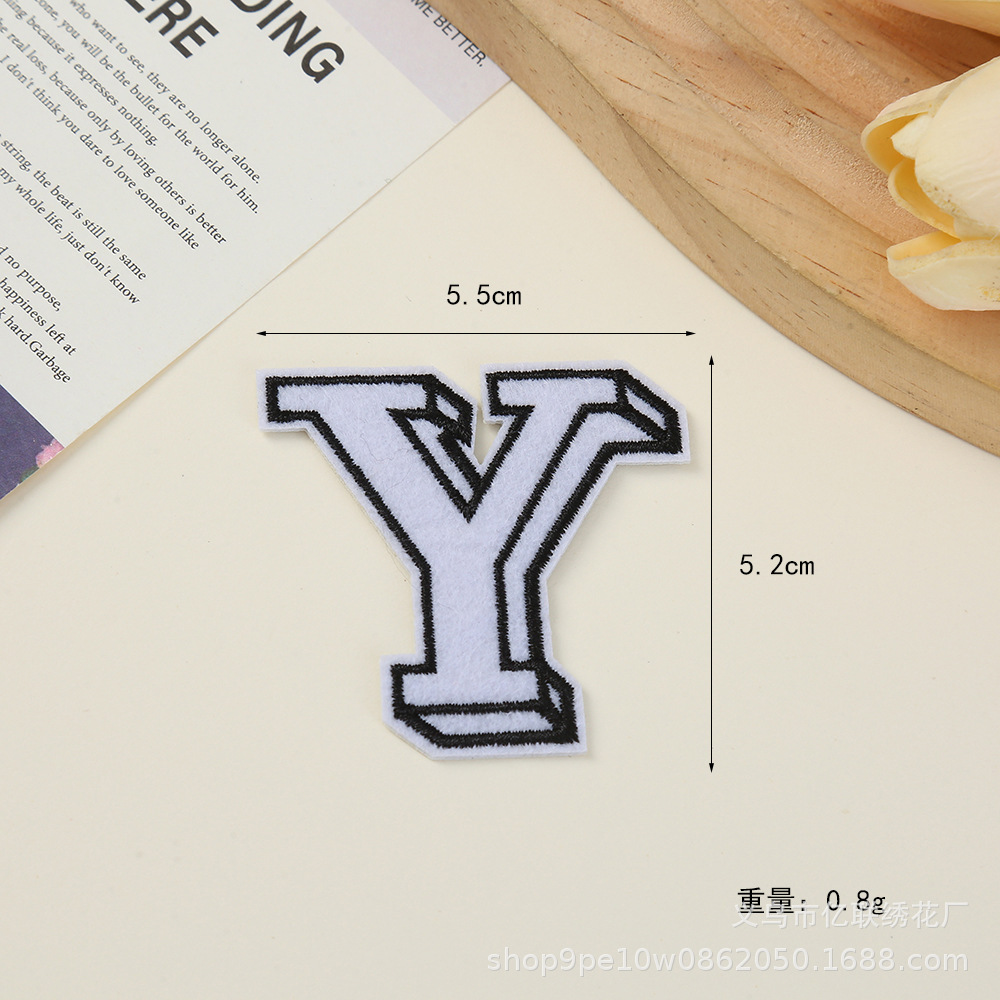 DING
ERE
ME BETTER.
who want to see, they are no longer alone.
cone, you will be the bullet for the world for him.
hing because it expresses nothing.
he real loss, because only by loving others is better
I don't think you dare to love someone like
string, the beat is still the same
my whole life, just don't know
d no purpose,
happiness left at
k hard.Garbage
5.5cm
Y
5.2cm
重量：0.8g
义乌市亿联绣花厂
shop9pe10w0862050.1688.com